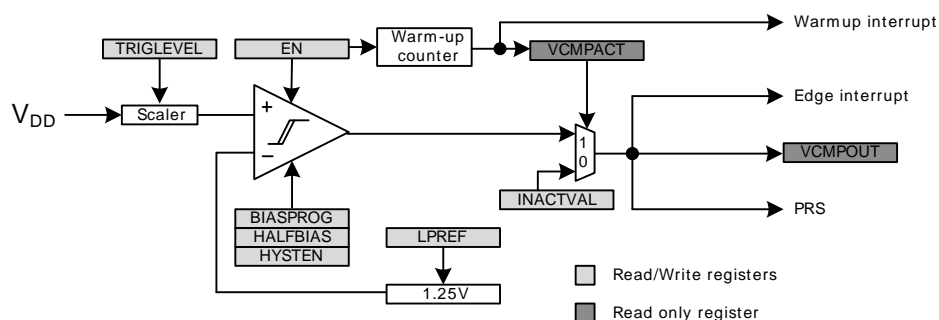 Warmup interrupt
TRIGLEVEL
EN
Warm-up
counter
VCMPACT
VDD
Scaler
+
−
Edge interrupt
1
0
VCMPOUT
INACTVAL
PRS
BIASPROG
HALFBIAS
HYSTEN
LPREF
1.25V
Read/Write registers
Read only register